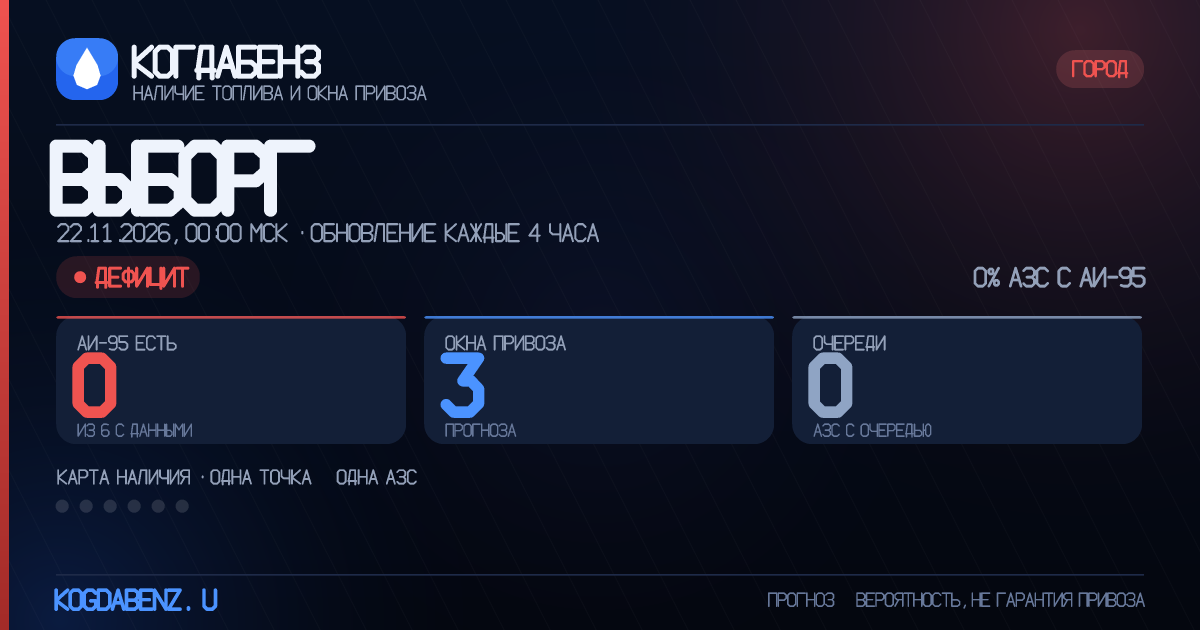 КОГДАБЕНЗ
НАЛИЧИЕ ТОПЛИВА И ОКНА ПРИВОЗА
ГОРОД
ВЫБОРГ
22.11.2026, 00:00 МСК · ОБНОВЛЕНИЕ КАЖДЫЕ 4 ЧАСА
ДЕФИЦИТ
0% АЗС С АИ-95
АИ-95 ЕСТЬ
0
ИЗ 6 С ДАННЫМИ
ОКНА ПРИВОЗА
3
ПРОГНОЗА
ОЧЕРЕДИ
0
АЗС С ОЧЕРЕДЬЮ
КАРТА НАЛИЧИЯ · ОДНА ТОЧКА ОДНА АЗС
KOGDABENZ. U
ПРОГНОЗ ВЕРОЯТНОСТЬ, НЕ ГАРАНТИЯ ПРИВОЗА